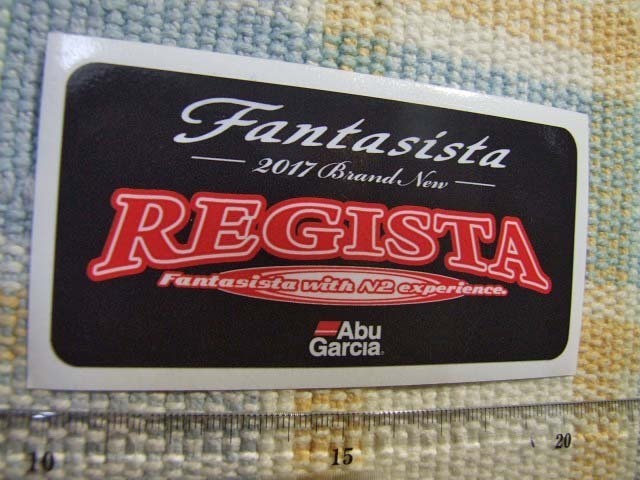 Fantasista
2017 Brand New
REGISTA
Fantasista with N2 experience.
Abu
Garcia
10 15 20